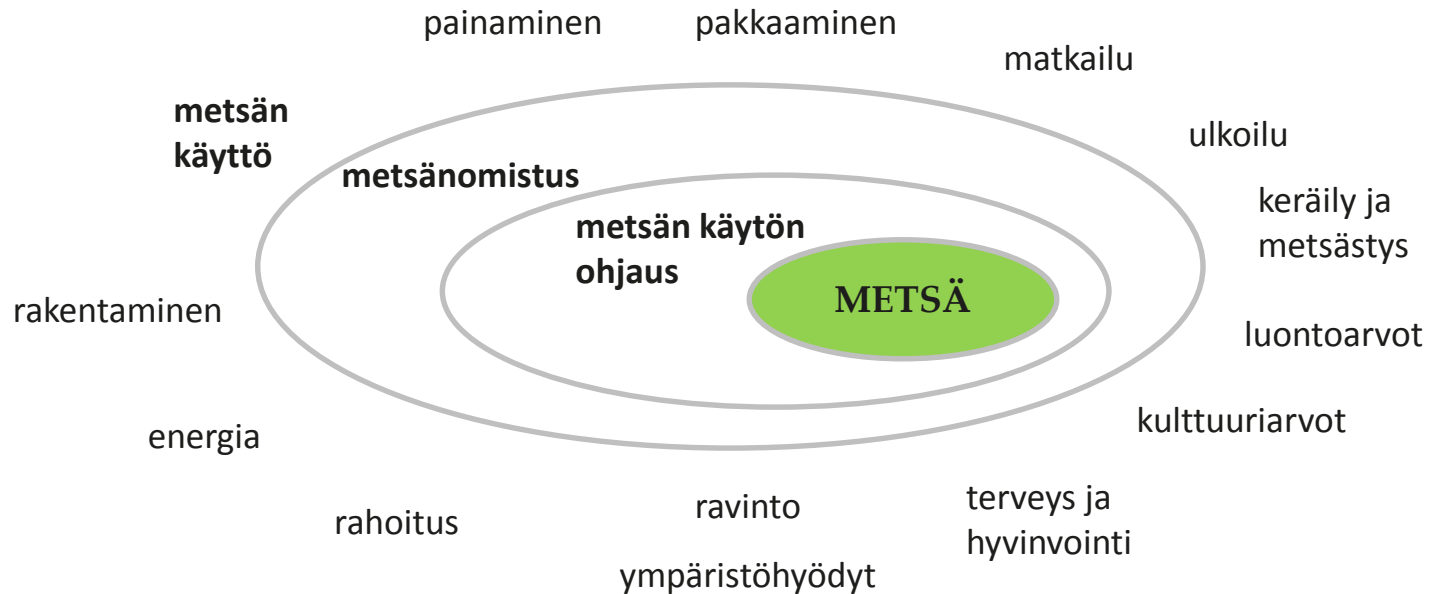 painaminen
pakkaaminen
matkailu
metsän
käyttö
ulkoilu
metsänomistus
keräily ja
metsästys
metsän käytön
ohjaus
METSÄ
rakentaminen
luontoarvot
kulttuuriarvot
energia
terveys ja
hyvinvointi
ravinto
rahoitus
ympäristöhyödyt